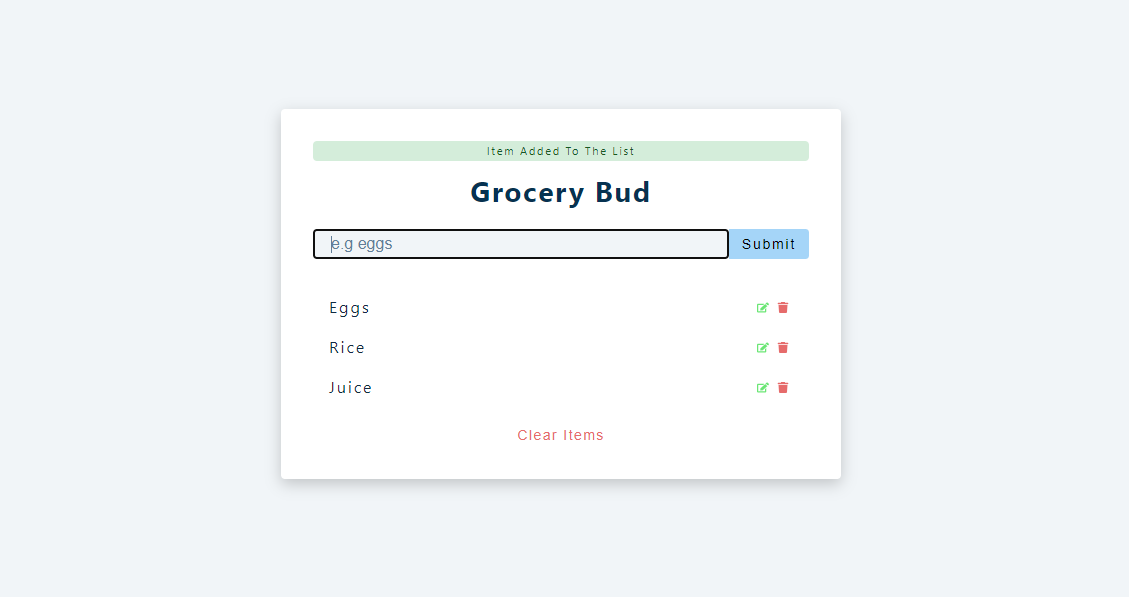 Item Added To The List
Grocery Bud
e.g eggs
Submit
Eggs
Rice
Juice
Clear Items